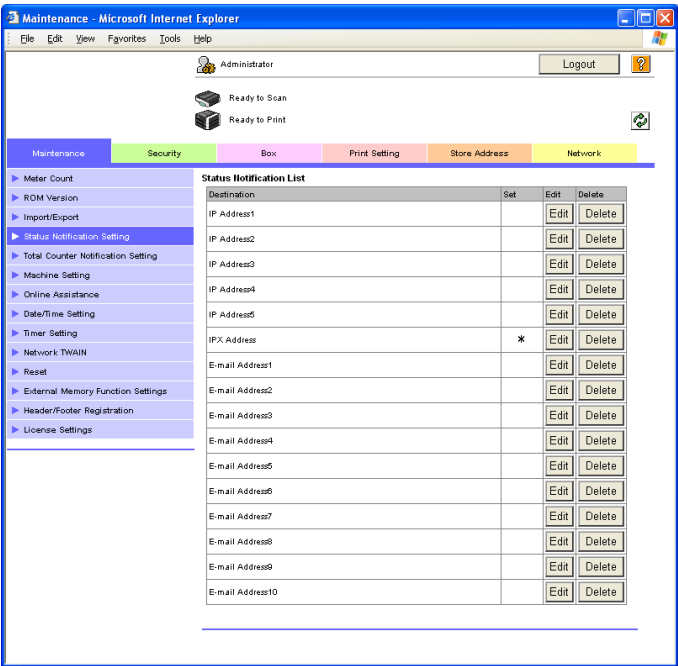 Maintenance - Microsoft Internet Explorer
File Edit View Favorites Tools Help
Administrator Logout ?
Ready to Scan
Ready to Print
Maintenance Security Box Print Setting Store Address Network
Meter Count
ROM Version
Import/Export
Status Notification Setting
Total Counter Notification Setting
Machine Setting
Online Assistance
Date/Time Setting
Timer Setting
Network TWAIN
Reset
External Memory Function Settings
Header/Footer Registration
License Settings
Status Notification List
Destination Set Edit Delete
IP Address1 Edit Delete
IP Address2 Edit Delete
IP Address3 Edit Delete
IP Address4 Edit Delete
IP Address5 Edit Delete
IPX Address * Edit Delete
E-mail Address1 Edit Delete
E-mail Address2 Edit Delete
E-mail Address3 Edit Delete
E-mail Address4 Edit Delete
E-mail Address5 Edit Delete
E-mail Address6 Edit Delete
E-mail Address7 Edit Delete
E-mail Address8 Edit Delete
E-mail Address9 Edit Delete
E-mail Address10 Edit Delete